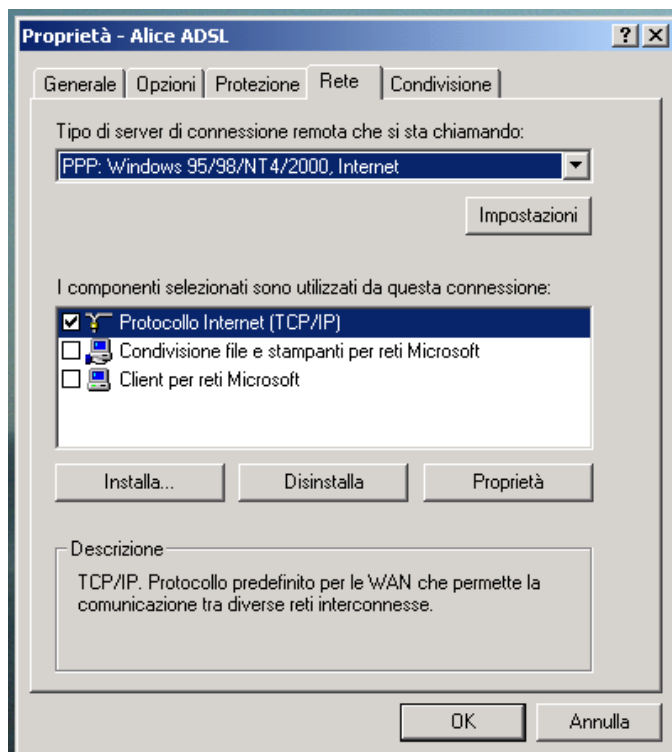 Proprietà - Alice ADSL
Generale Opzioni Protezione Rete Condivisione
Tipo di server di connessione remota che si sta chiamando:
PPP: Windows 95/98/NT4/2000, Internet
Impostazioni
I componenti selezionati sono utilizzati da questa connessione:
Protocollo Internet (TCP/IP)
Condivisione file e stampanti per reti Microsoft
Client per reti Microsoft
Installa... Disinstalla Proprietà
Descrizione
TCP/IP. Protocollo predefinito per le WAN che permette la
comunicazione tra diverse reti interconnesse.
OK Annulla